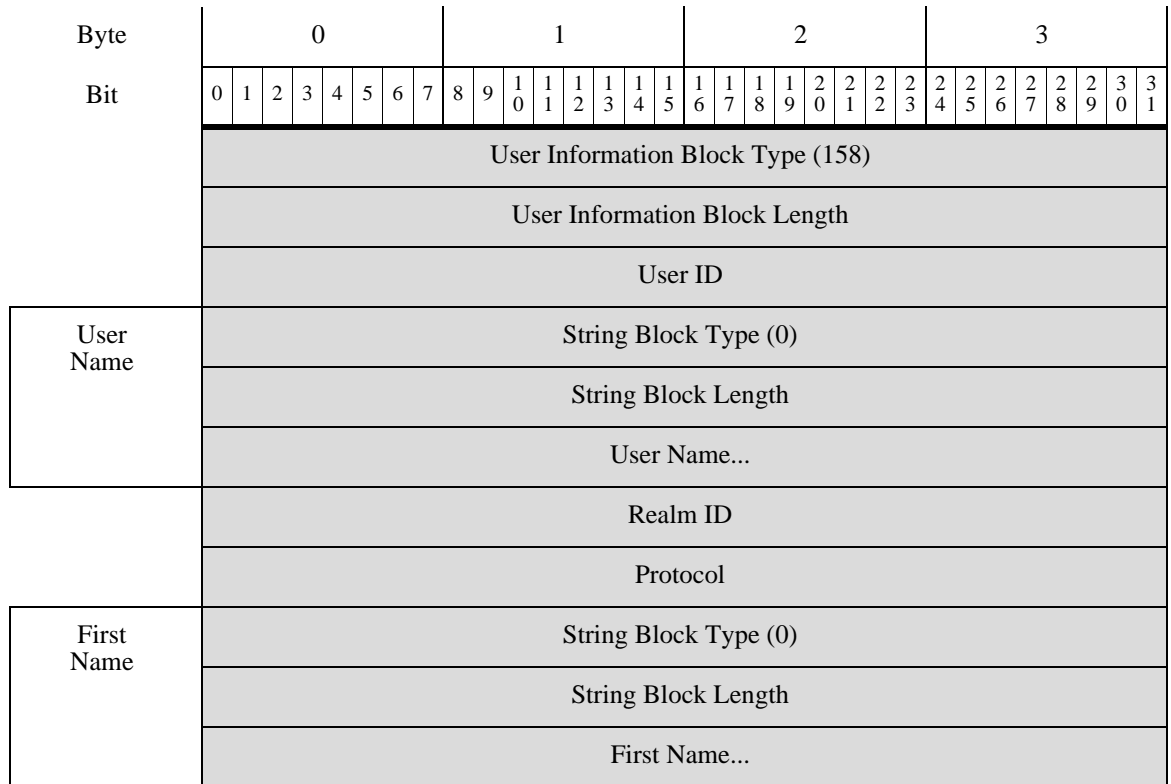 Byte 0 1 2 3
Bit 0 1 2 3 4 5 6 7 8 9 10 11 12 13 14 15 16 17 18 19 20 21 22 23 24 25 26 27 28 29 30 31
User Information Block Type (158)
User Information Block Length
User ID
User
Name
String Block Type (0)
String Block Length
User Name...
Realm ID
Protocol
First
Name
String Block Type (0)
String Block Length
First Name...